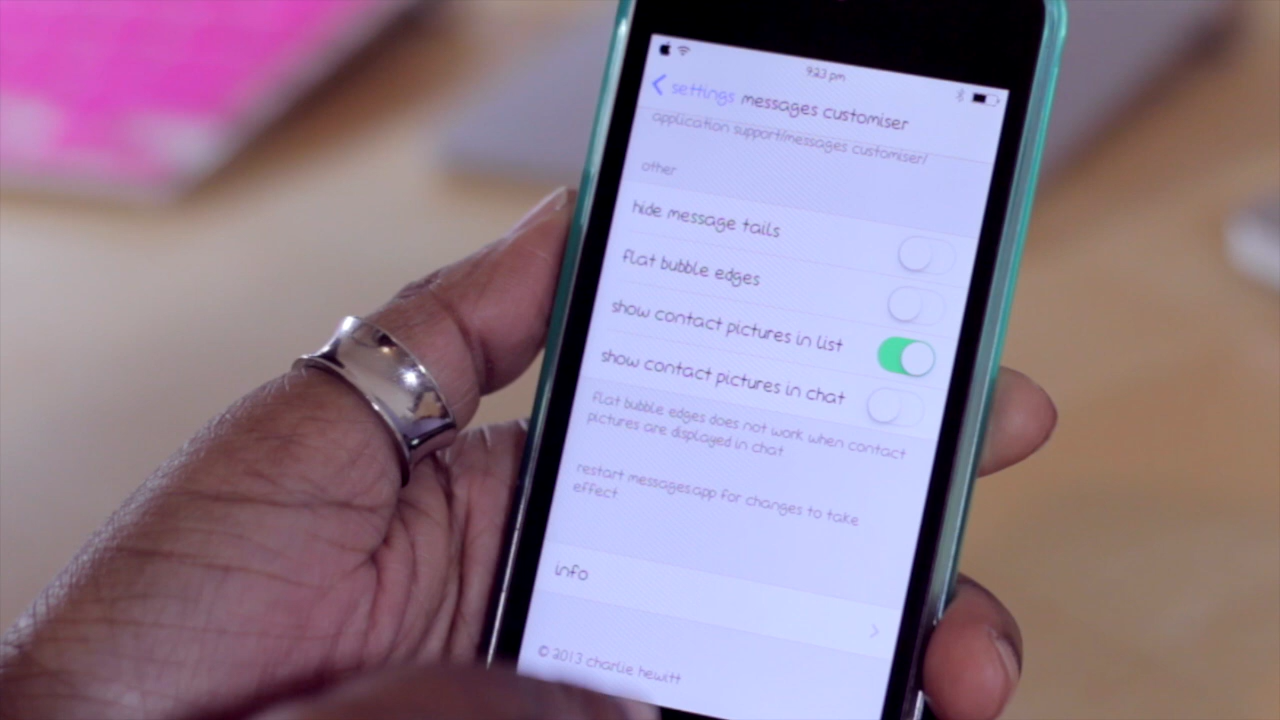 9:23 pm
settings messages customiser
application support/messages customiser/
other
hide message tails
flat bubble edges
show contact pictures in list
show contact pictures in chat
flat bubble edges does not work when contact
pictures are displayed in chat
restart messages.app for changes to take
effect
info
© 2013 charlie hewitt